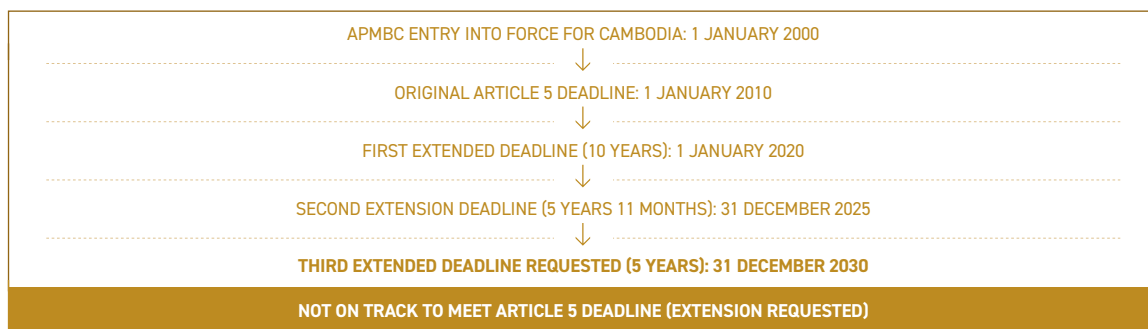 APMBC ENTRY INTO FORCE FOR CAMBODIA: 1 JANUARY 2000
ORIGINAL ARTICLE 5 DEADLINE: 1 JANUARY 2010
FIRST EXTENDED DEADLINE (10 YEARS): 1 JANUARY 2020
SECOND EXTENSION DEADLINE (5 YEARS 11 MONTHS): 31 DECEMBER 2025
THIRD EXTENDED DEADLINE REQUESTED (5 YEARS): 31 DECEMBER 2030
NOT ON TRACK TO MEET ARTICLE 5 DEADLINE (EXTENSION REQUESTED)